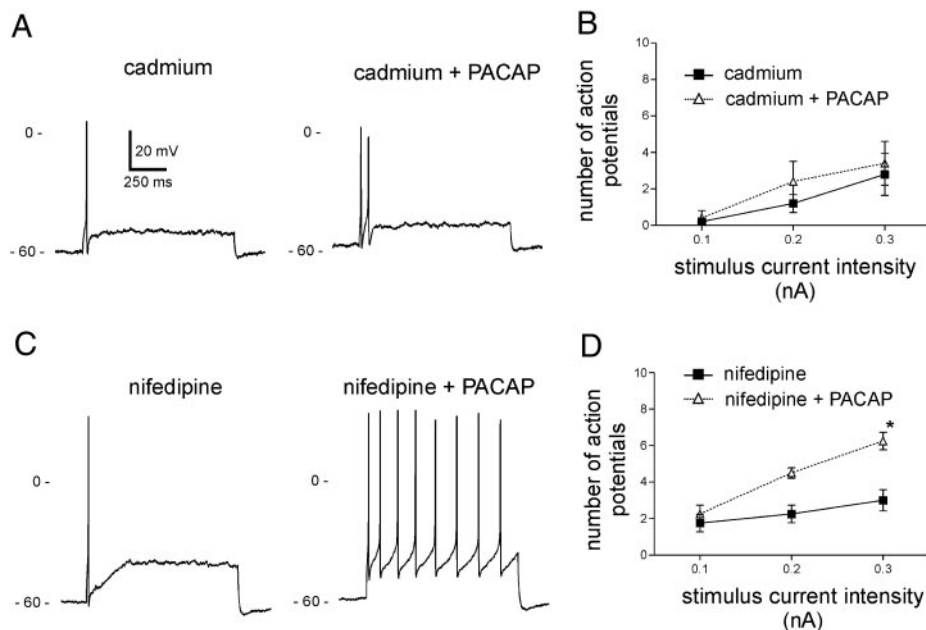 A
cadmium
cadmium + PACAP
0 -
20 mV
250 ms
- 60 -
0 -
- 60 -
B
10
8
6
4
2
0
number of action
potentials
cadmium
cadmium + PACAP
0.1 0.2 0.3
stimulus current intensity
(nA)
C
nifedipine
nifedipine + PACAP
0 -
- 60 -
0 -
- 60 -
D
10
8
6
4
2
0
number of action
potentials
nifedipine
nifedipine + PACAP
*
0.1 0.2 0.3
stimulus current intensity
(nA)